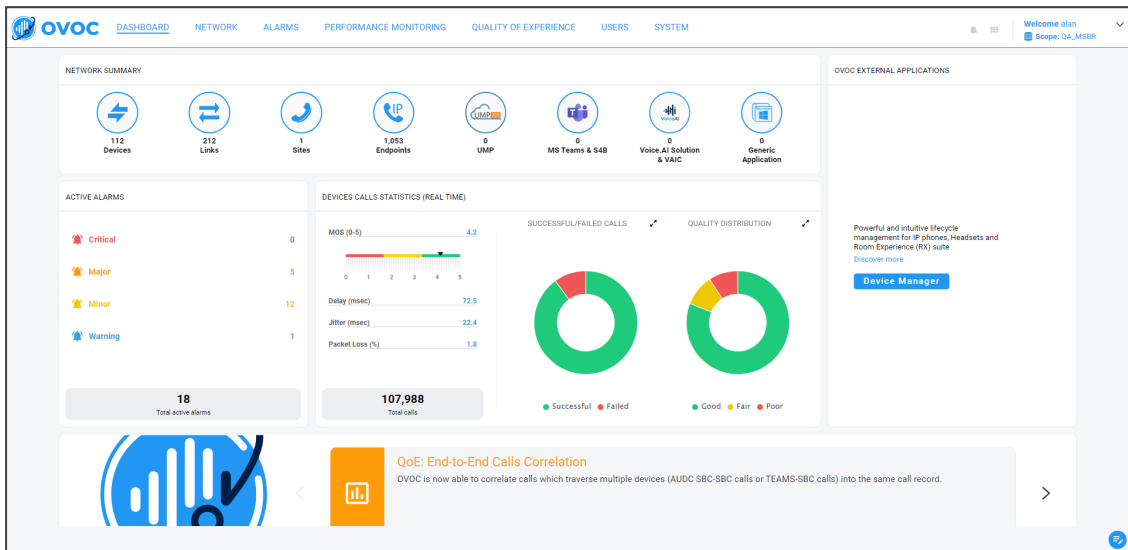 OVOC DASHBOARD NETWORK ALARMS PERFORMANCE MONITORING QUALITY OF EXPERIENCE USERS SYSTEM
Welcome alan
Scope: QA_MSBR
NETWORK SUMMARY
IP
UMP
VoiceAI
112
Devices
212
Links
1
Sites
1,053
Endpoints
0
UMP
0
MS Teams & S4B
0
Voice.AI Solution
& VAIC
0
Generic
Application
OVOC EXTERNAL APPLICATIONS
Powerful and intuitive lifecycle
management for IP phones, Headsets and
Room Experience (RX) suite
Discover more
Device Manager
ACTIVE ALARMS
Critical 0
Major 5
Minor 12
Warning 1
18
Total active alarms
DEVICES CALLS STATISTICS (REAL TIME)
MOS (0-5) 4.2
0 1 2 3 4 5
Delay (msec) 72.5
Jitter (msec) 22.4
Packet Loss (%) 1.8
107,988
Total calls
SUCCESSFUL/FAILED CALLS
Successful Failed
QUALITY DISTRIBUTION
Good Fair Poor
QoE: End-to-End Calls Correlation
OVOC is now able to correlate calls which traverse multiple devices (AUDC SBC-SBC calls or TEAMS-SBC calls) into the same call record.